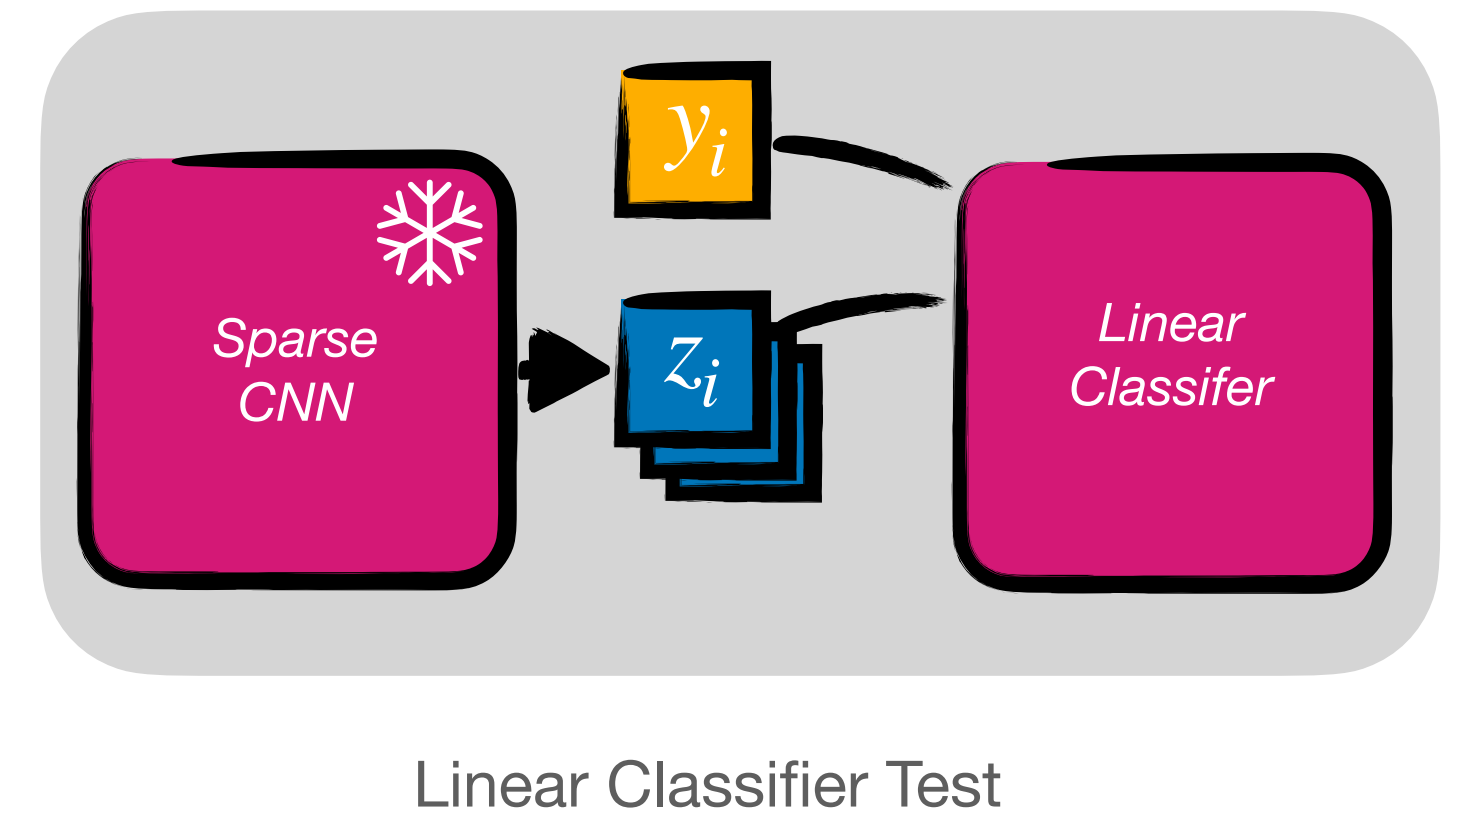 y_i
Sparse
CNN
z_i
Linear
Classifer
Linear Classifier Test